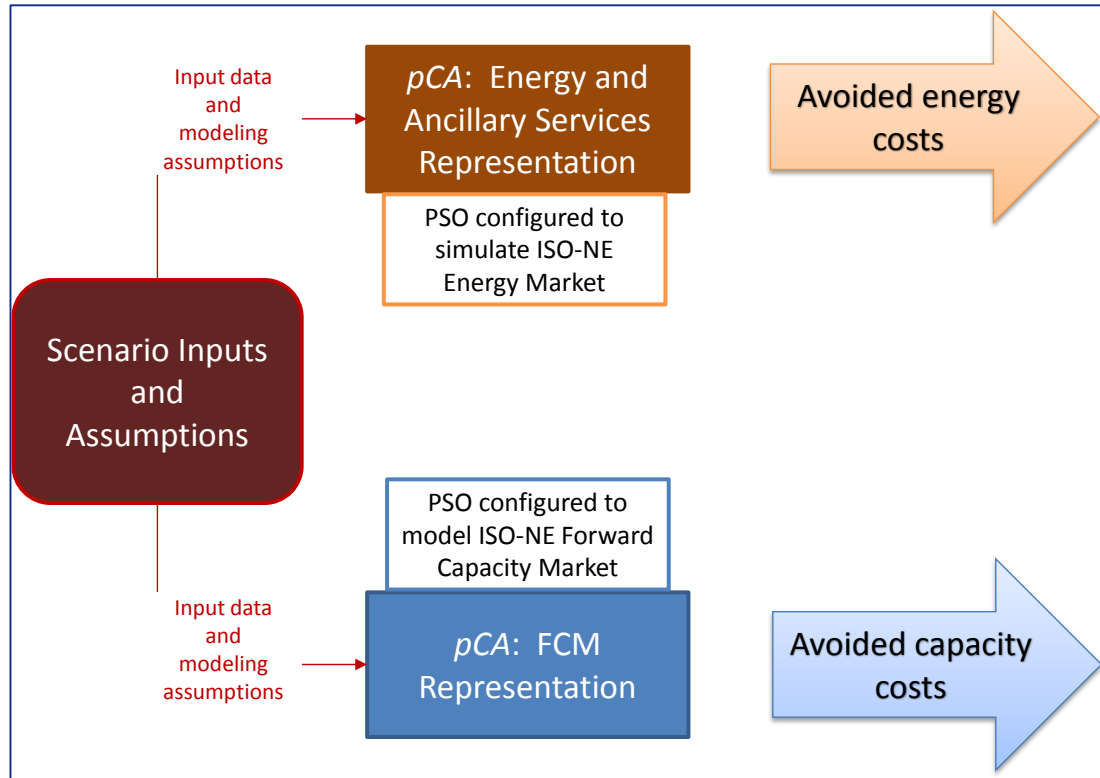 Input data
and
modeling
assumptions
pCA:  Energy and
Ancillary Services
Representation
Avoided energy
costs
PSO configured to
simulate ISO-NE
Energy Market
Scenario Inputs
and
Assumptions
PSO configured to
model ISO-NE Forward
Capacity Market
Input data
and
modeling
assumptions
pCA:  FCM
Representation
Avoided capacity
costs